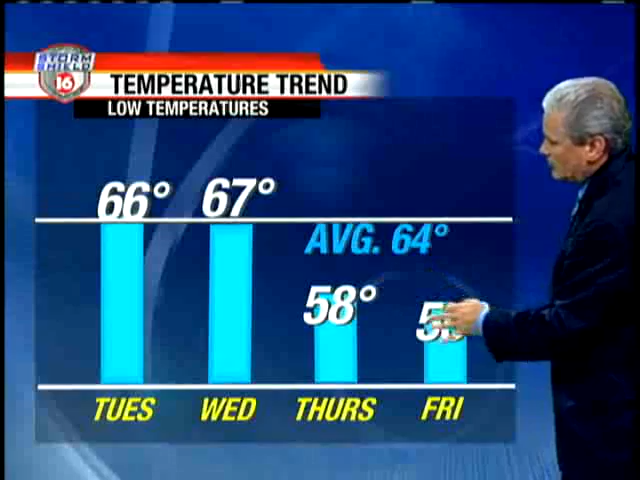 STORM
SHIELD
16
TEMPERATURE TREND
LOW TEMPERATURES
66° 67°
AVG. 64°
58°
TUES WED THURS FRI